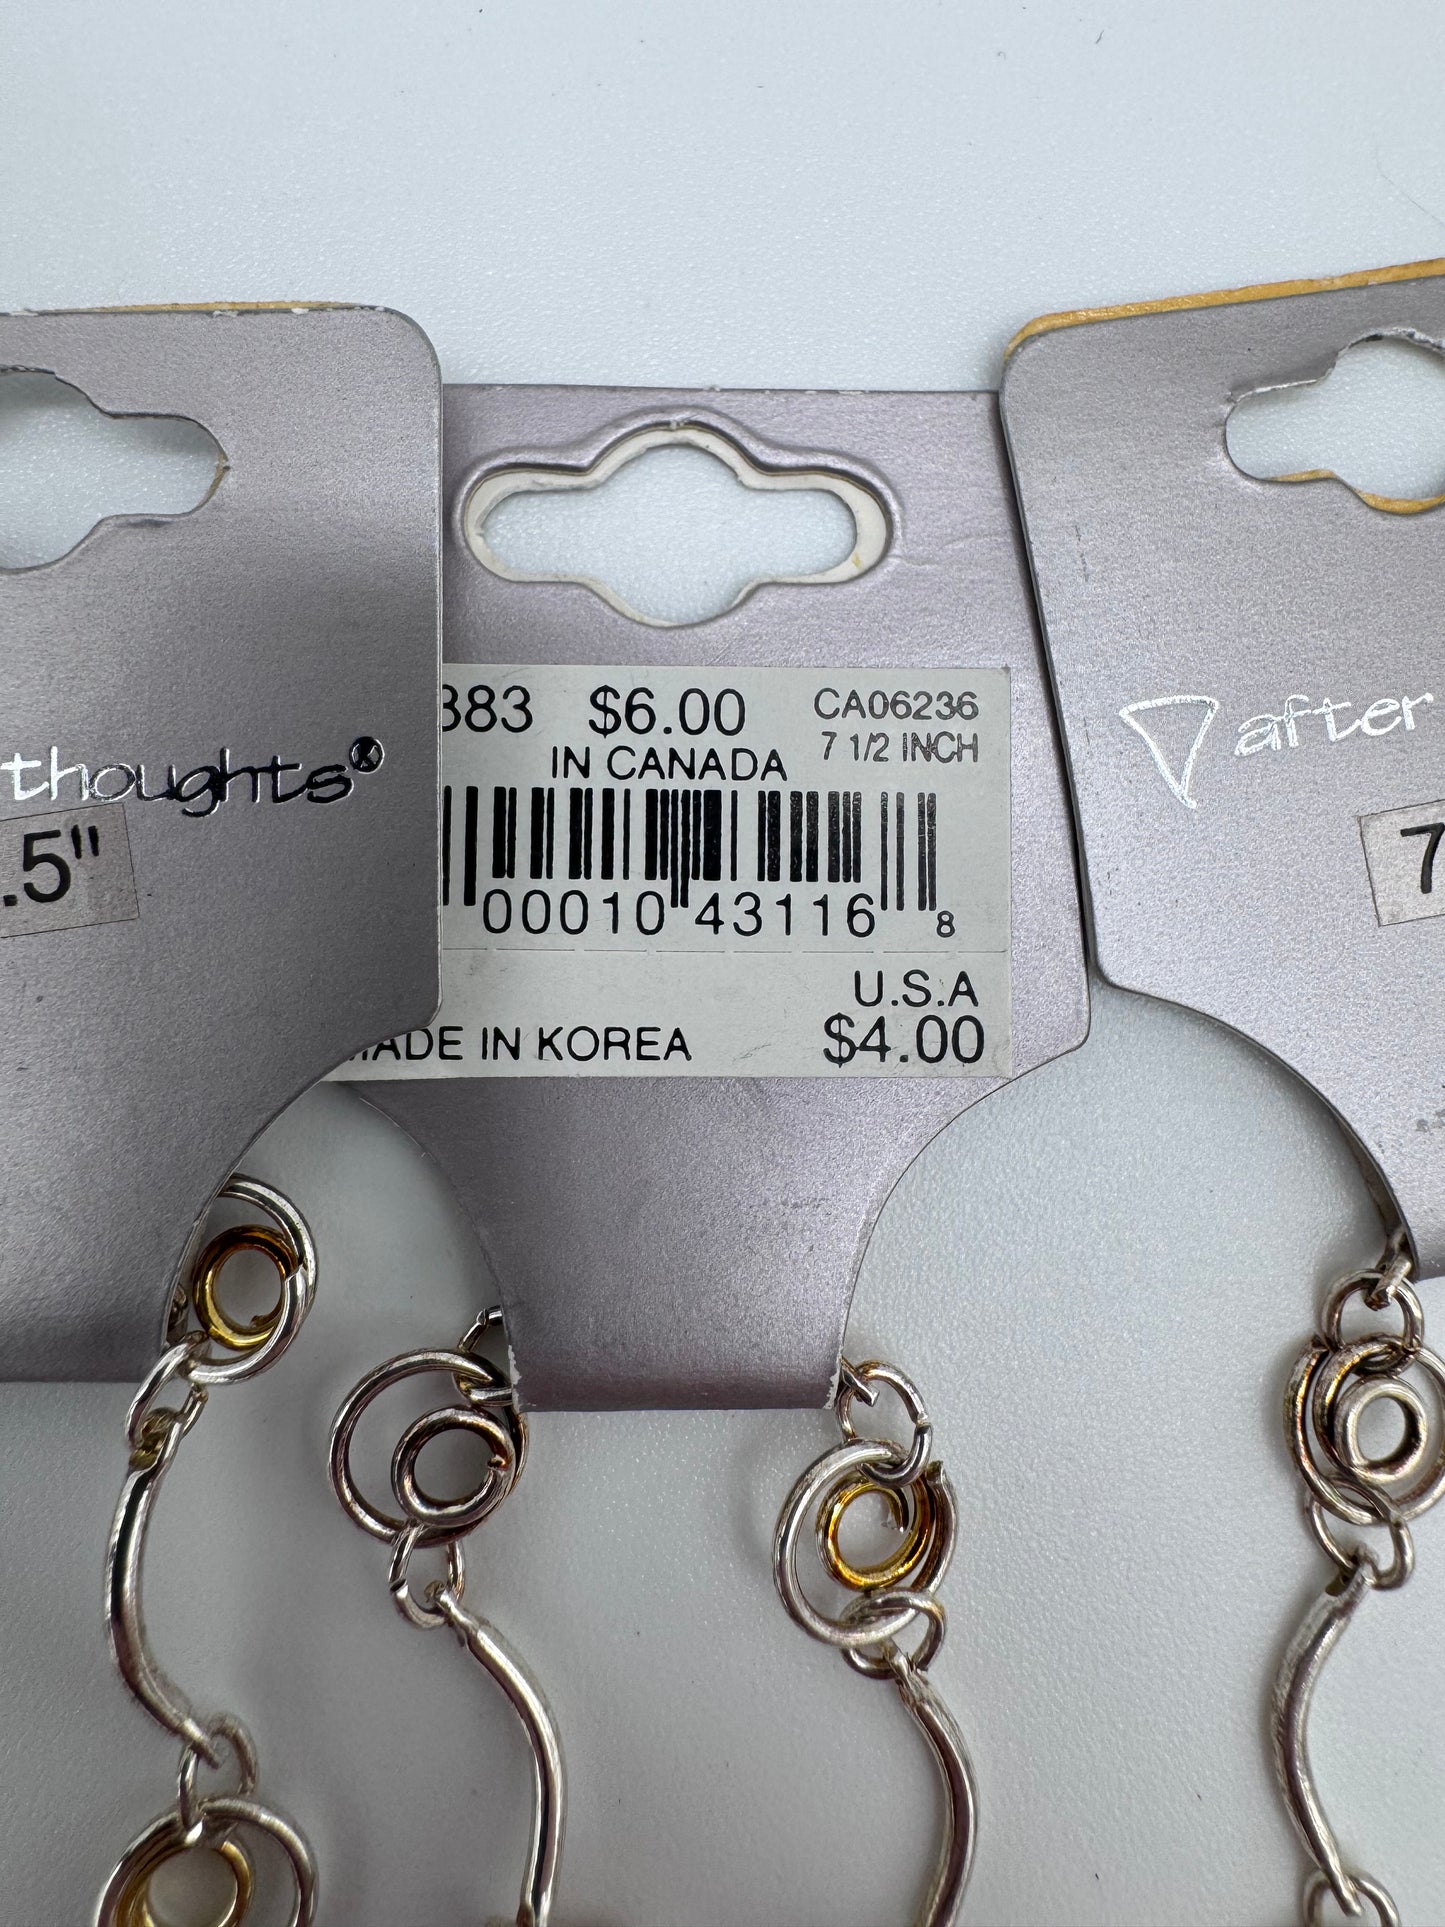 thoughts®
.5"
383 $6.00 CA06236
IN CANADA 7 1/2 INCH
00010 43116 8
U.S.A
MADE IN KOREA $4.00
after
7